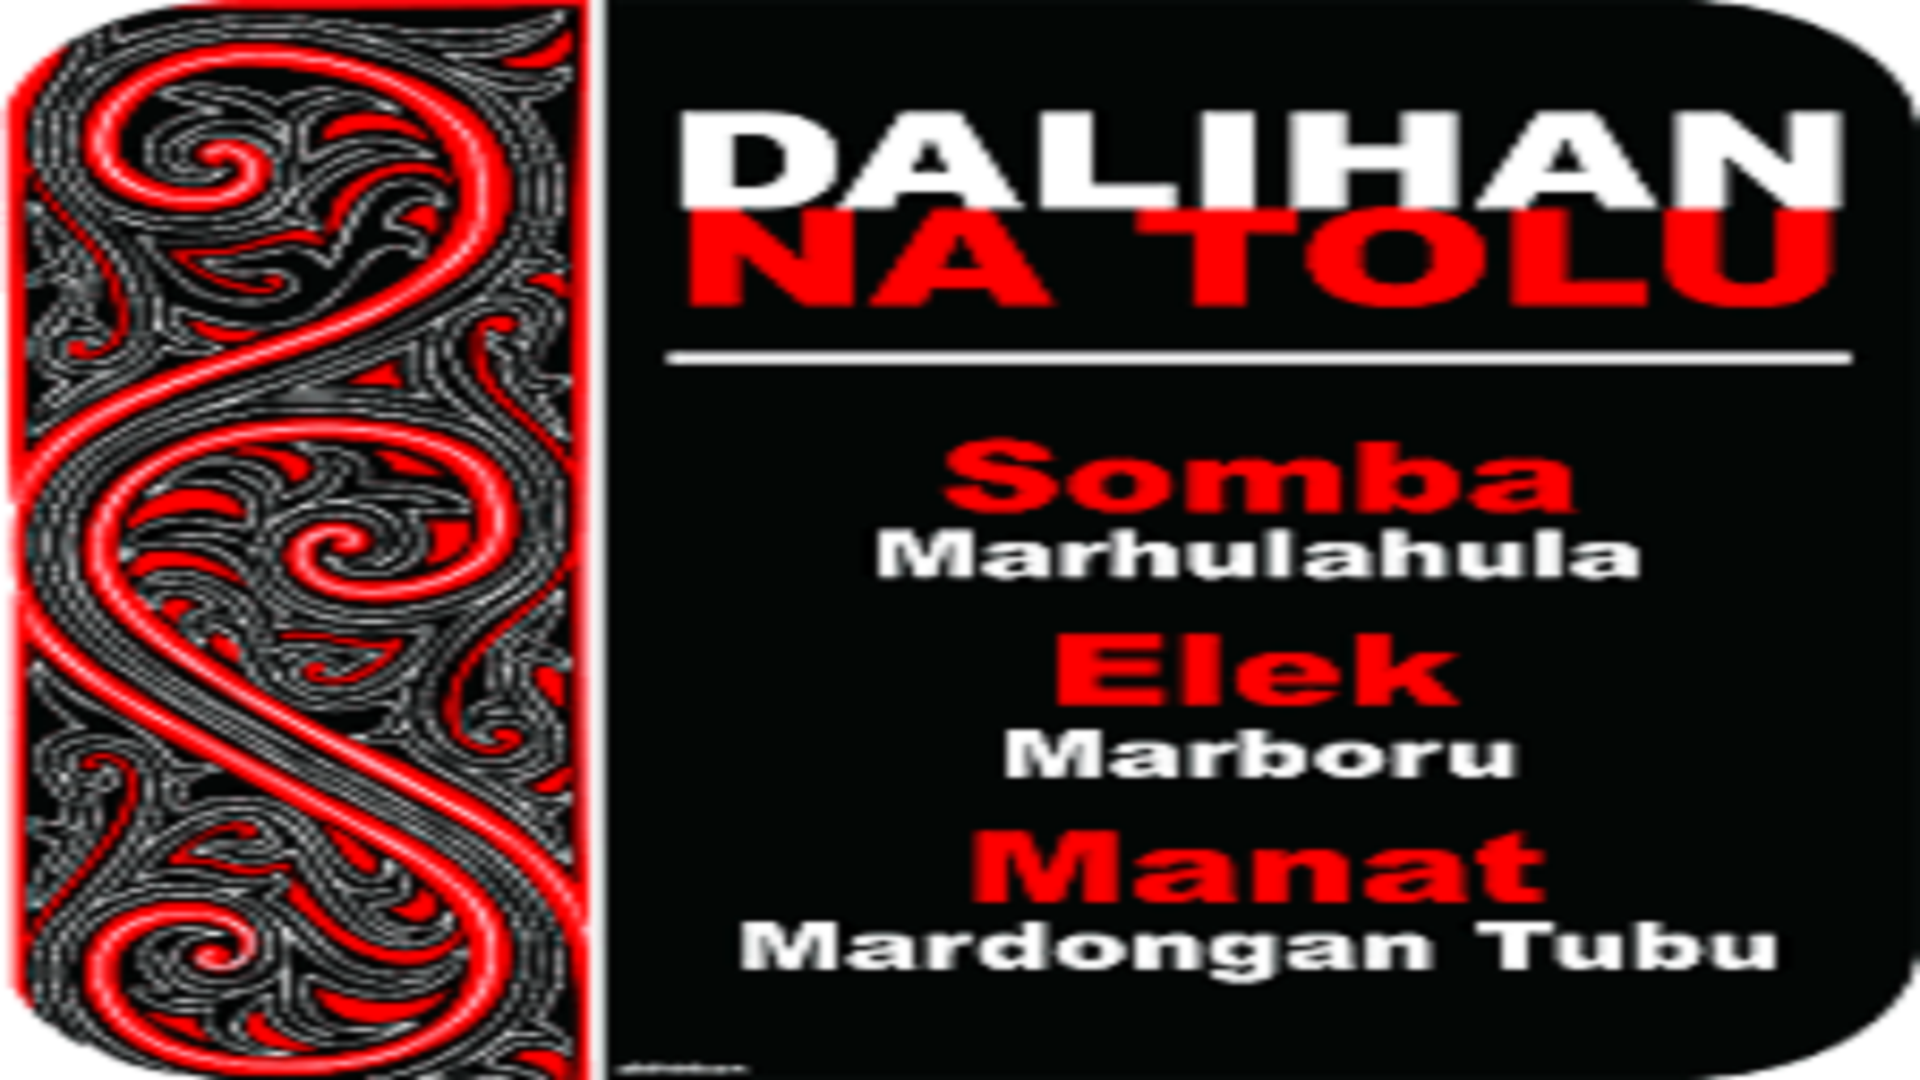 DALIHAN
NA TOLU
Somba
Marhulahula
Elek
Marboru
Manat
Mardongan Tubu